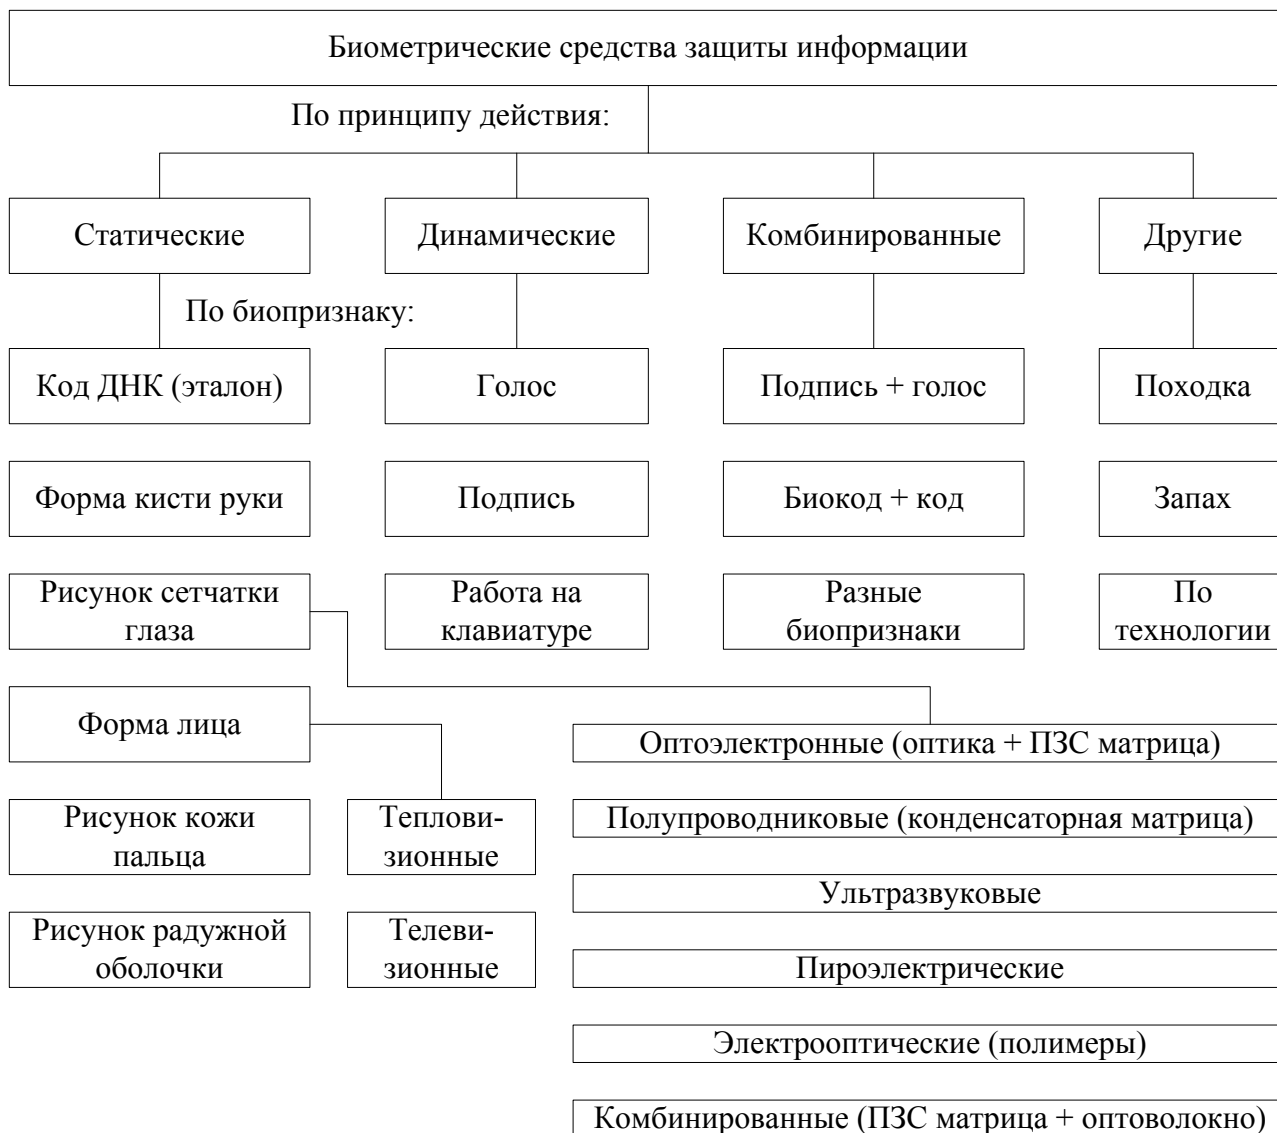 Биометрические средства защиты информации
По принципу действия:
Статические
Динамические
Комбинированные
Другие
По биопризнаку:
Код ДНК (эталон)
Голос
Подпись + голос
Походка
Форма кисти руки
Подпись
Биокод + код
Запах
Рисунок сетчатки
глаза
Работа на
клавиатуре
Разные
биопризнаки
По
технологии
Форма лица
Оптоэлектронные (оптика + ПЗС матрица)
Рисунок кожи
пальца
Теплови-
зионные
Полупроводниковые (конденсаторная матрица)
Ультразвуковые
Рисунок радужной
оболочки
Телеви-
зионные
Пироэлектрические
Электрооптические (полимеры)
Комбинированные (ПЗС матрица + оптоволокно)